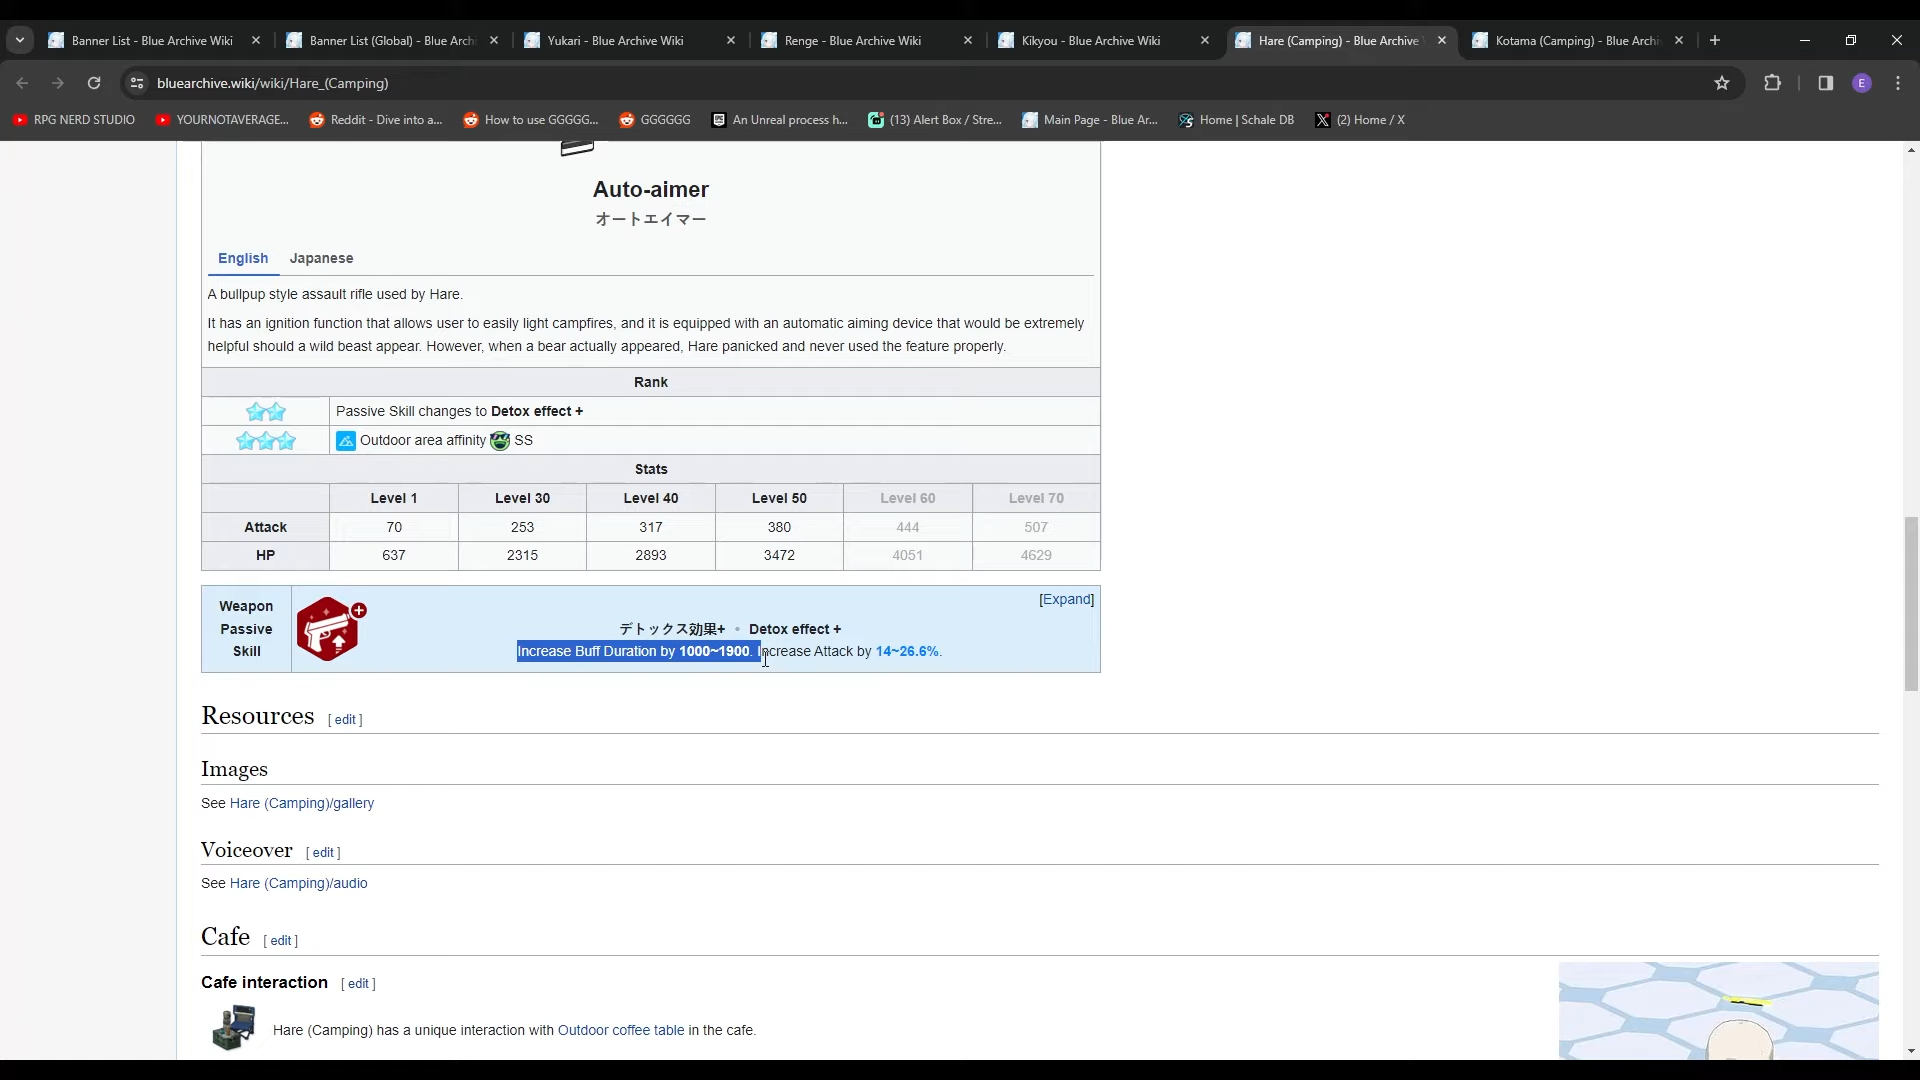 Banner List - Blue Archive Wiki
Banner List (Global) - Blue Arch
Yukari - Blue Archive Wiki
Renge - Blue Archive Wiki
Kikyou - Blue Archive Wiki
Hare (Camping) - Blue Archive
Kotama (Camping) - Blue Archi
bluearchive.wiki/wiki/Hare_(Camping)
E
RPG NERD STUDIO
YOURNOTAVERAGE...
Reddit - Dive into a...
How to use GGGGG...
GGGGGG
An Unreal process h...
(13) Alert Box / Stre...
Main Page - Blue Ar...
Home | Schale DB
(2) Home / X
Auto-aimer
オートエイマー
English Japanese
A bullpup style assault rifle used by Hare.
It has an ignition function that allows user to easily light campfires, and it is equipped with an automatic aiming device that would be extremely
helpful should a wild beast appear. However, when a bear actually appeared, Hare panicked and never used the feature properly.
Rank
Passive Skill changes to Detox effect +
Outdoor area affinity SS
Stats
Level 1 Level 30 Level 40 Level 50 Level 60 Level 70
Attack 70 253 317 380 444 507
HP 637 2315 2893 3472 4051 4629
Weapon
Passive
Skill
[Expand]
デトックス効果+ • Detox effect +
Increase Buff Duration by 1000~1900. Increase Attack by 14~26.6%.
Resources [ edit ]
Images
See Hare (Camping)/gallery
Voiceover [ edit ]
See Hare (Camping)/audio
Cafe [ edit ]
Cafe interaction [ edit ]
Hare (Camping) has a unique interaction with Outdoor coffee table in the cafe.